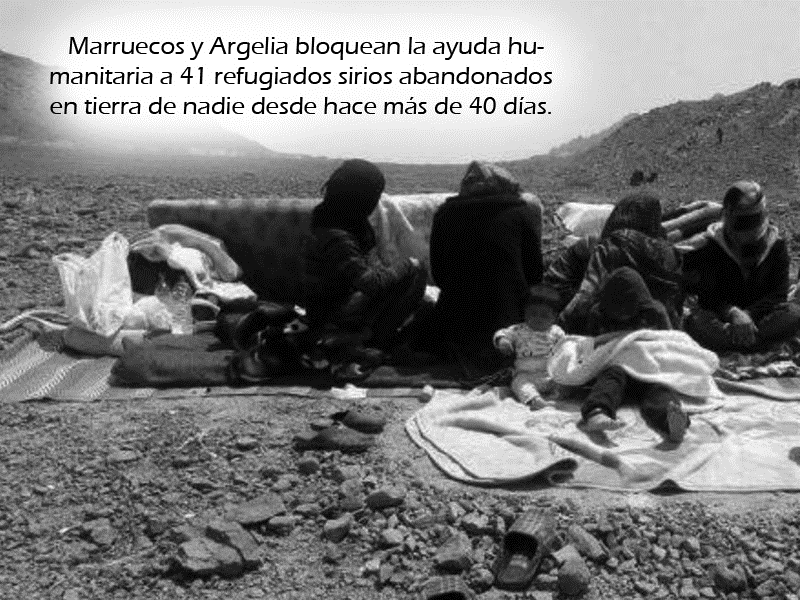 Marruecos y Argelia bloquean la ayuda hu-
manitaria a 41 refugiados sirios abandonados
en tierra de nadie desde hace más de 40 días.